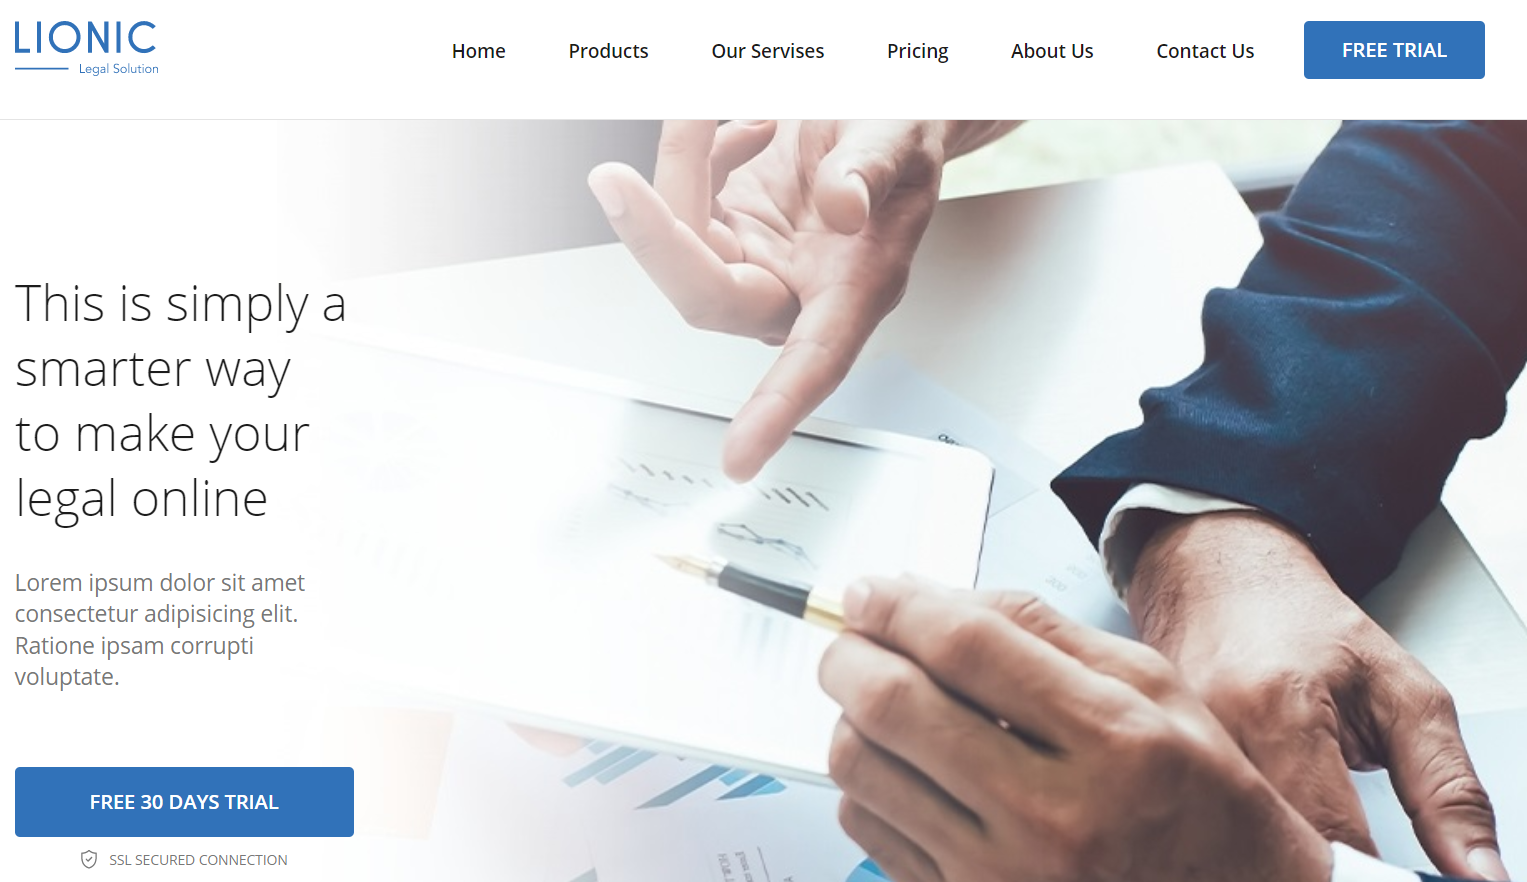 LIONIC
Legal Solution
Home
Products
Our Servises
Pricing
About Us
Contact Us
FREE TRIAL
This is simply a
smarter way
to make your
legal online
Lorem ipsum dolor sit amet
consectetur adipisicing elit.
Ratione ipsam corrupti
voluptate.
FREE 30 DAYS TRIAL
SSL SECURED CONNECTION